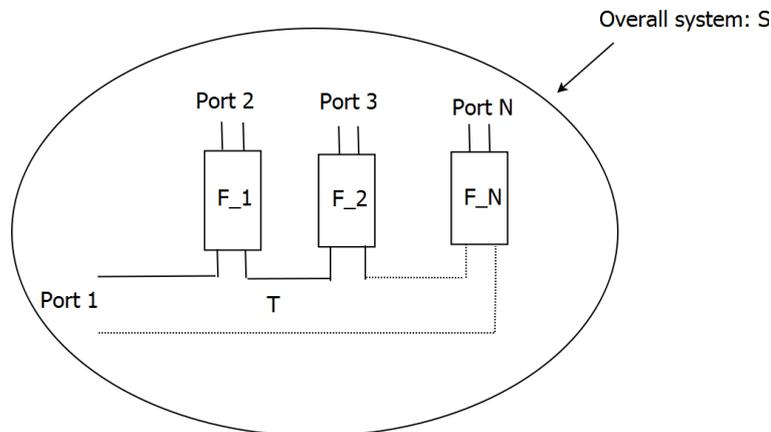 Overall system: S
Port 2
Port 3
Port N
F_1
F_2
F_N
Port 1
T